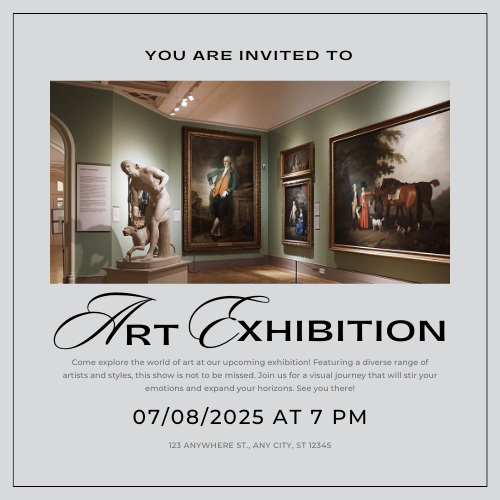 YOU ARE INVITED TO
ART EXHIBITION
Come explore the world of art at our upcoming exhibition! Featuring a diverse range of
artists and styles, this show is not to be missed. Join us for a visual journey that will stir your
emotions and expand your horizons. See you there!
07/08/2025 AT 7 PM
123 ANYWHERE ST., ANY CITY, ST 12345